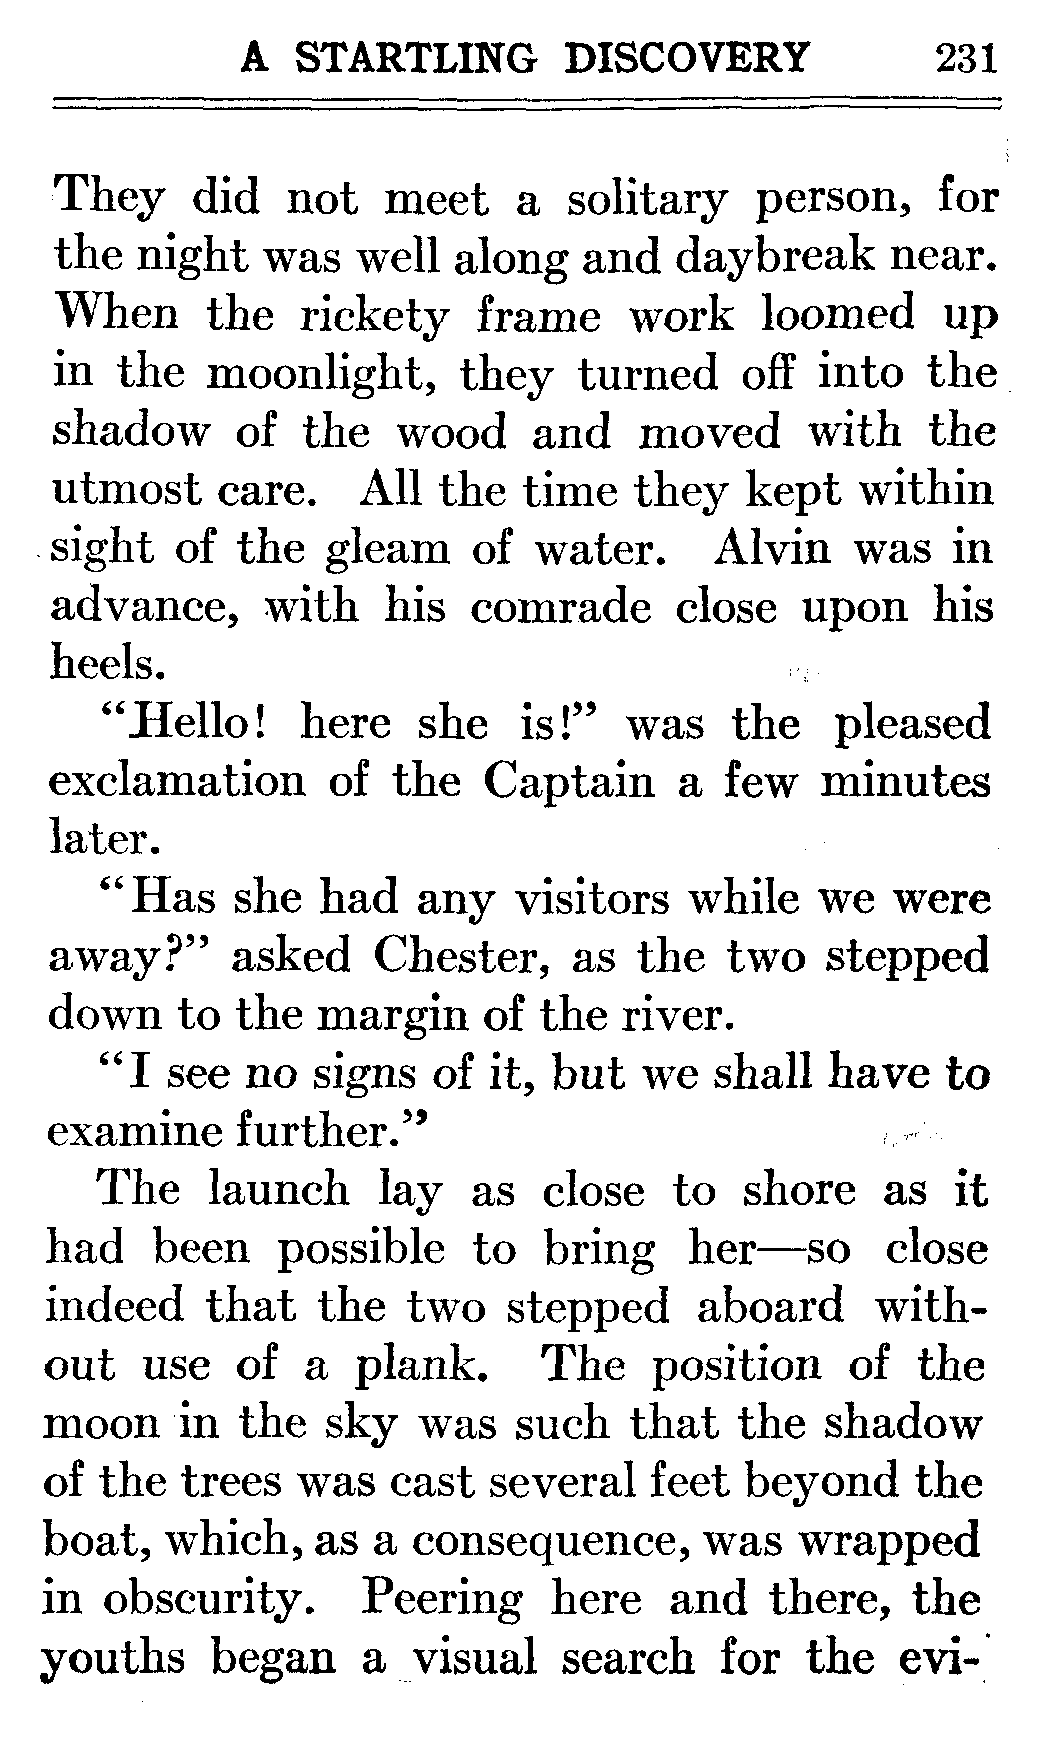 A STARTLING DISCOVERY 231
They did not meet a solitary person, for
the night was well along and daybreak near.
When the rickety frame work loomed up
in the moonlight, they turned off into the
shadow of the wood and moved with the
utmost care. All the time they kept within
sight of the gleam of water. Alvin was in
advance, with his comrade close upon his
heels.
“Hello! here she is!” was the pleased
exclamation of the Captain a few minutes
later.
“Has she had any visitors while we were
away?” asked Chester, as the two stepped
down to the margin of the river.
“I see no signs of it, but we shall have to
examine further.”
The launch lay as close to shore as it
had been possible to bring her—so close
indeed that the two stepped aboard with-
out use of a plank. The position of the
moon in the sky was such that the shadow
of the trees was cast several feet beyond the
boat, which, as a consequence, was wrapped
in obscurity. Peering here and there, the
youths began a visual search for the evi-